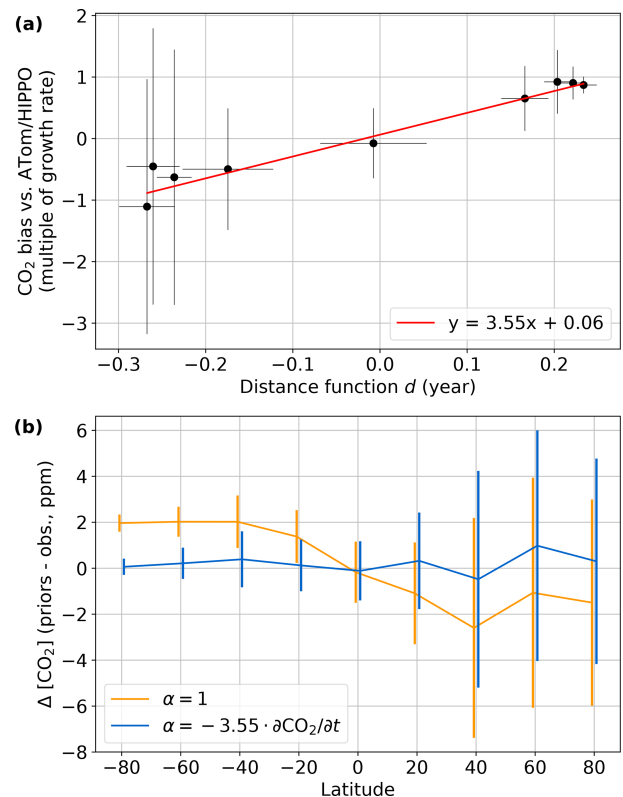 (a)
2
1
0
−1
−2
−3
CO₂ bias vs. ATom/HIPPO
(multiple of growth rate)
y = 3.55x + 0.06
−0.3 −0.2 −0.1 0.0 0.1 0.2
Distance function d (year)
(b)
6
4
2
0
−2
−4
−6
−8
Δ [CO₂] (priors - obs., ppm)
α = 1
α = − 3.55 · ∂CO₂/∂t
−80 −60 −40 −20 0 20 40 60 80
Latitude